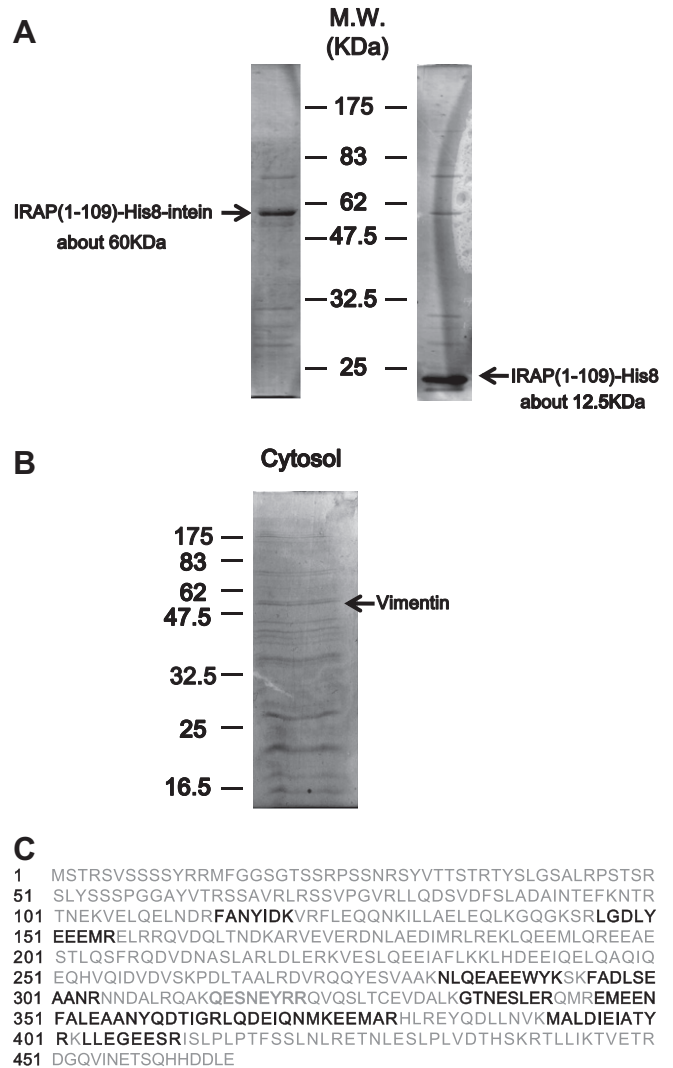 A
M.W.
(KDa)
175
83
IRAP(1-109)-His8-intein
about 60KDa
62
47.5
32.5
25
IRAP(1-109)-His8
about 12.5KDa
B
Cytosol
175
83
62
Vimentin
47.5
32.5
25
16.5
C
1 MSTRSVSSSSYRRMFGGSGTSSRPSSNRSYVTTSTRTYSLGSALRPSTSR
51 SLYSSSPGGAYVTRSSAVRLRSSVPGVRLLQDSVDFSLADAINTEFKNTR
101 TNEKVELQELNDRFANYIDKVRFLEQQNKILLAELEQLKGQGKSRLGDLY
151 EEEMRELRRQVDQLTNDKARVEVERDNLAEDIMRLREKLQEEMLQREEAE
201 STLQSFRQDVDNASLARLDLERKVESLQEEIAFLKKLHDEEIQELQAQIQ
251 EQHVQIDVDVSKPDLTAALRDVRQQYESVAAKNLQEAEEWYKSKFADLSE
301 AANRNNDALRQAKQESNEYRRQVQSLTCEVDALKGTNESLERQMREMEEN
351 FALEAANYQDTIGRLQDEIQNMKEEMARHLREYQDLLNVKMALDIEIATY
401 RKLLEGEESRISLPLPTFSSLNLRETNLESLPLVDTHSKRTLLIKTVETR
451 DGQVINETSQHHDDLE